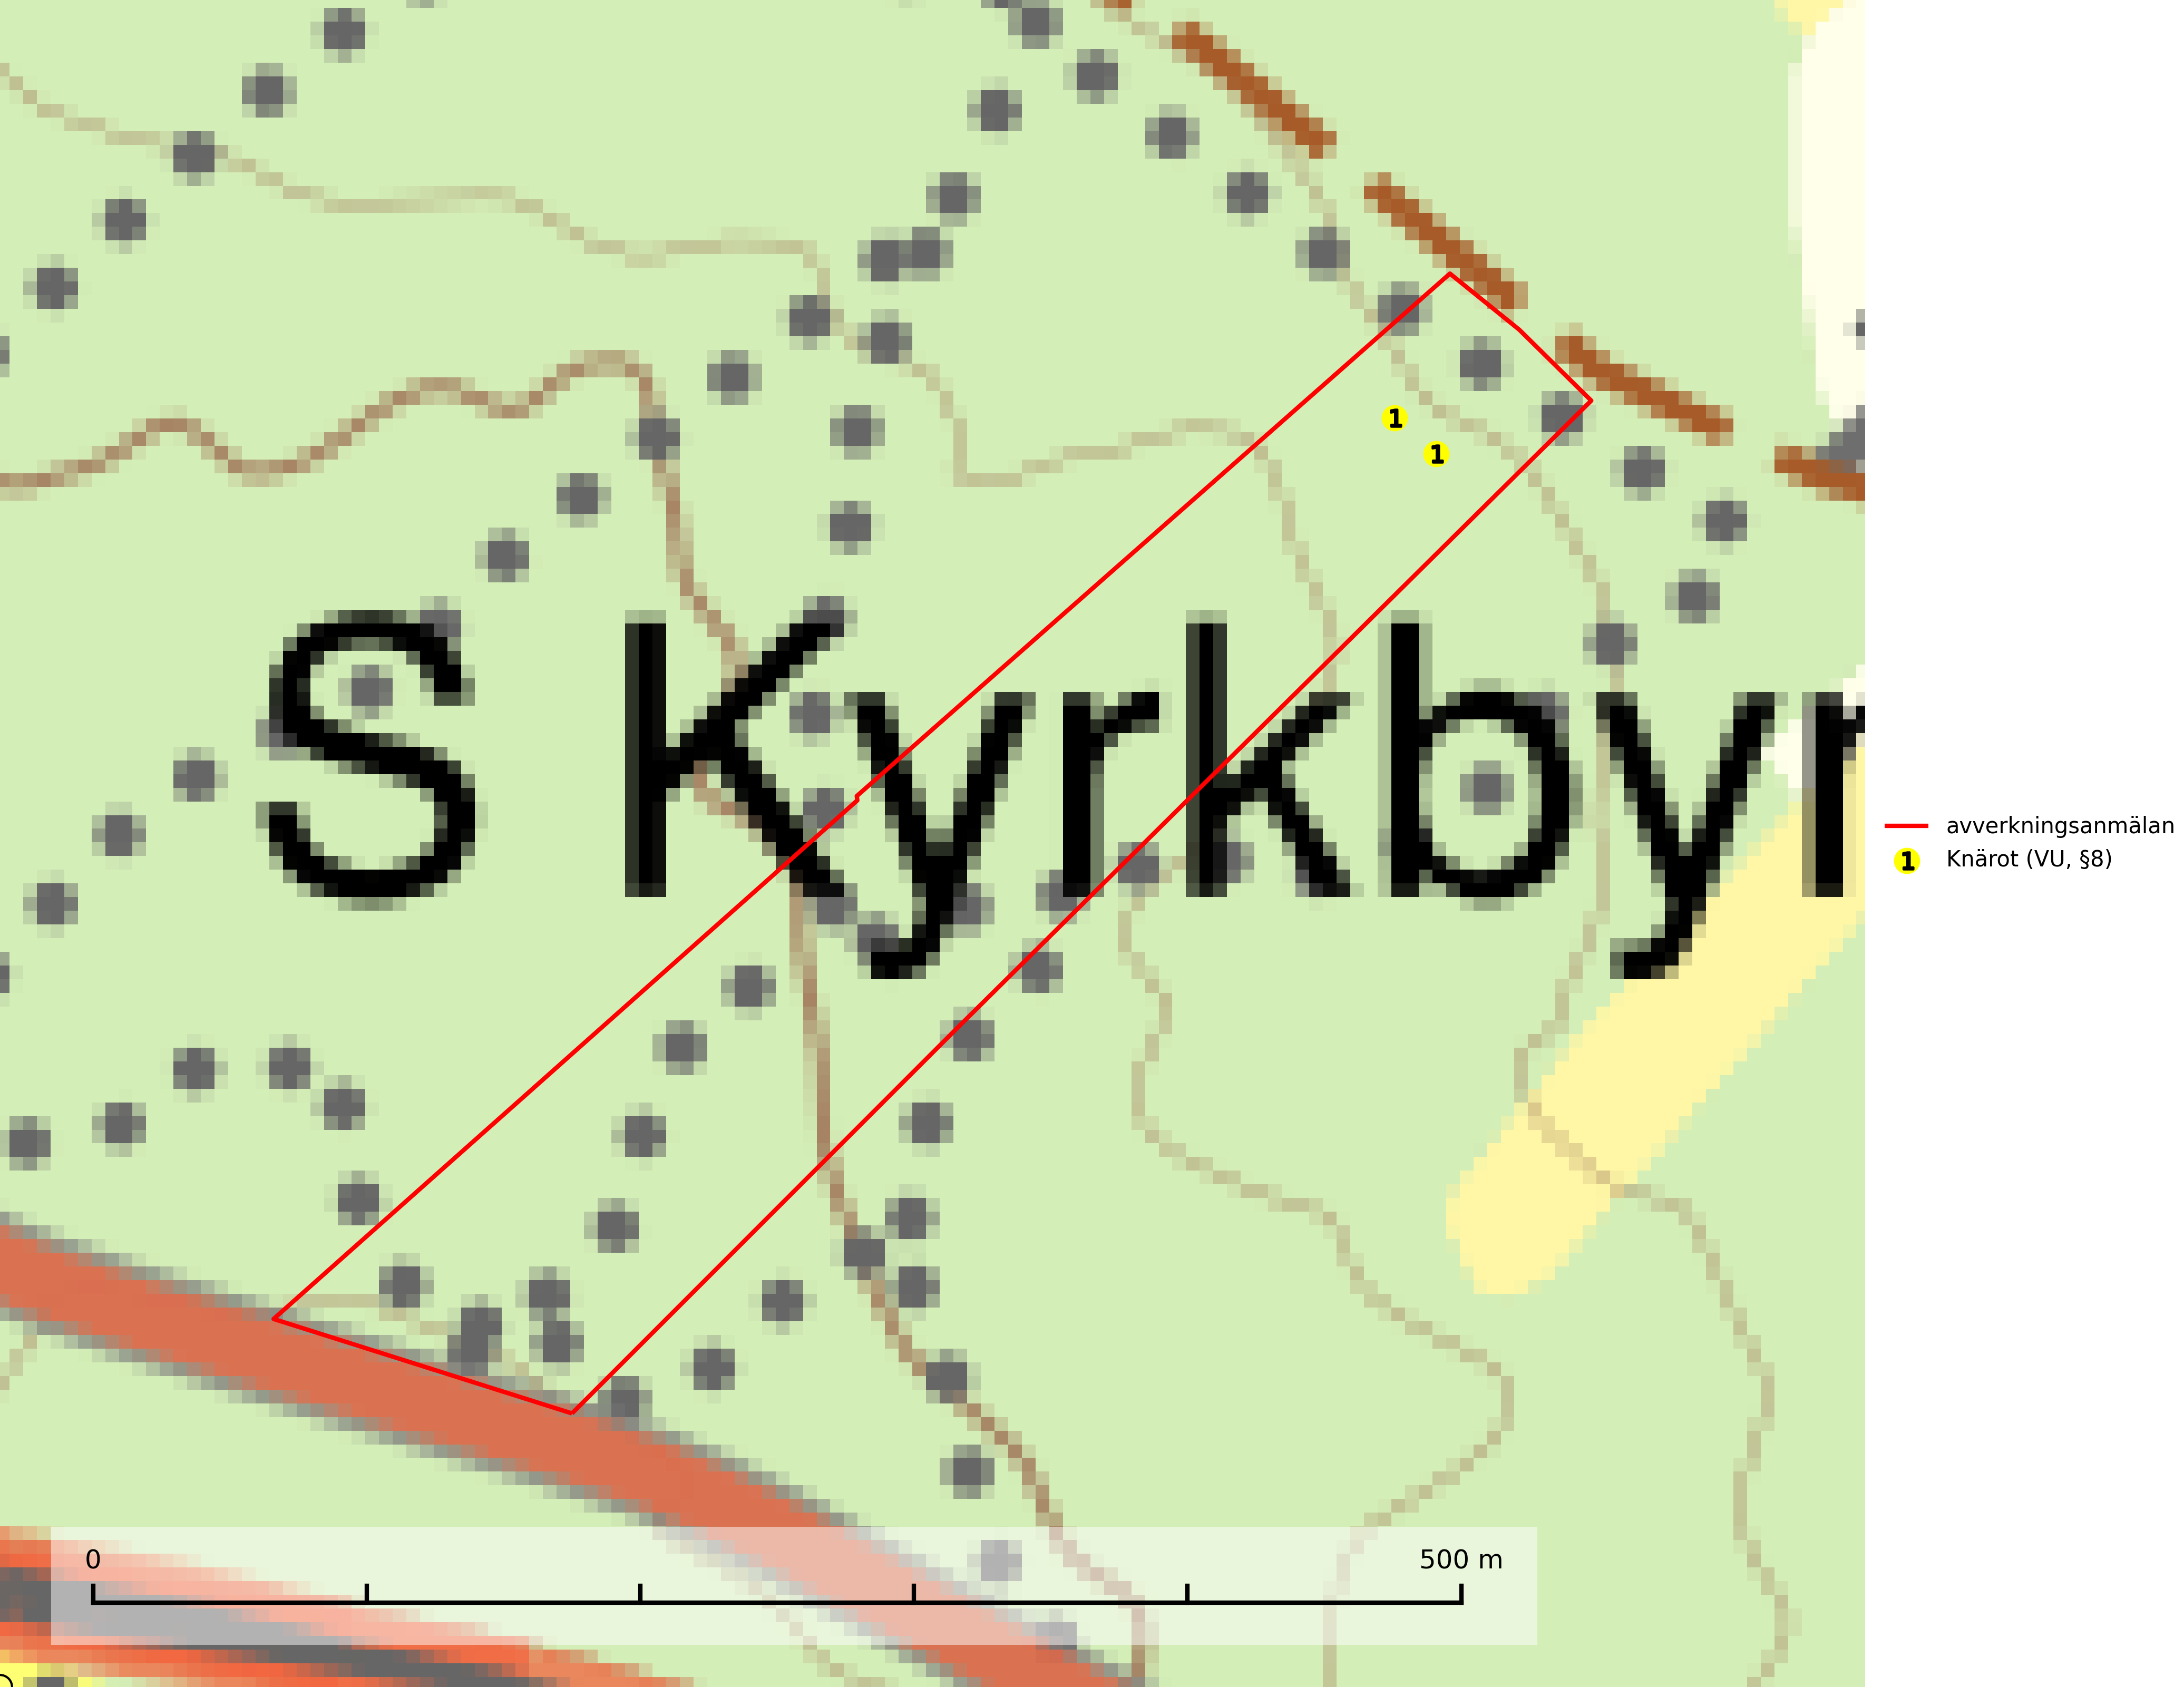 1
1
S Kyrkbyn
avverkningsanmälan
1 Knärot (VU, §8)
0 500 m